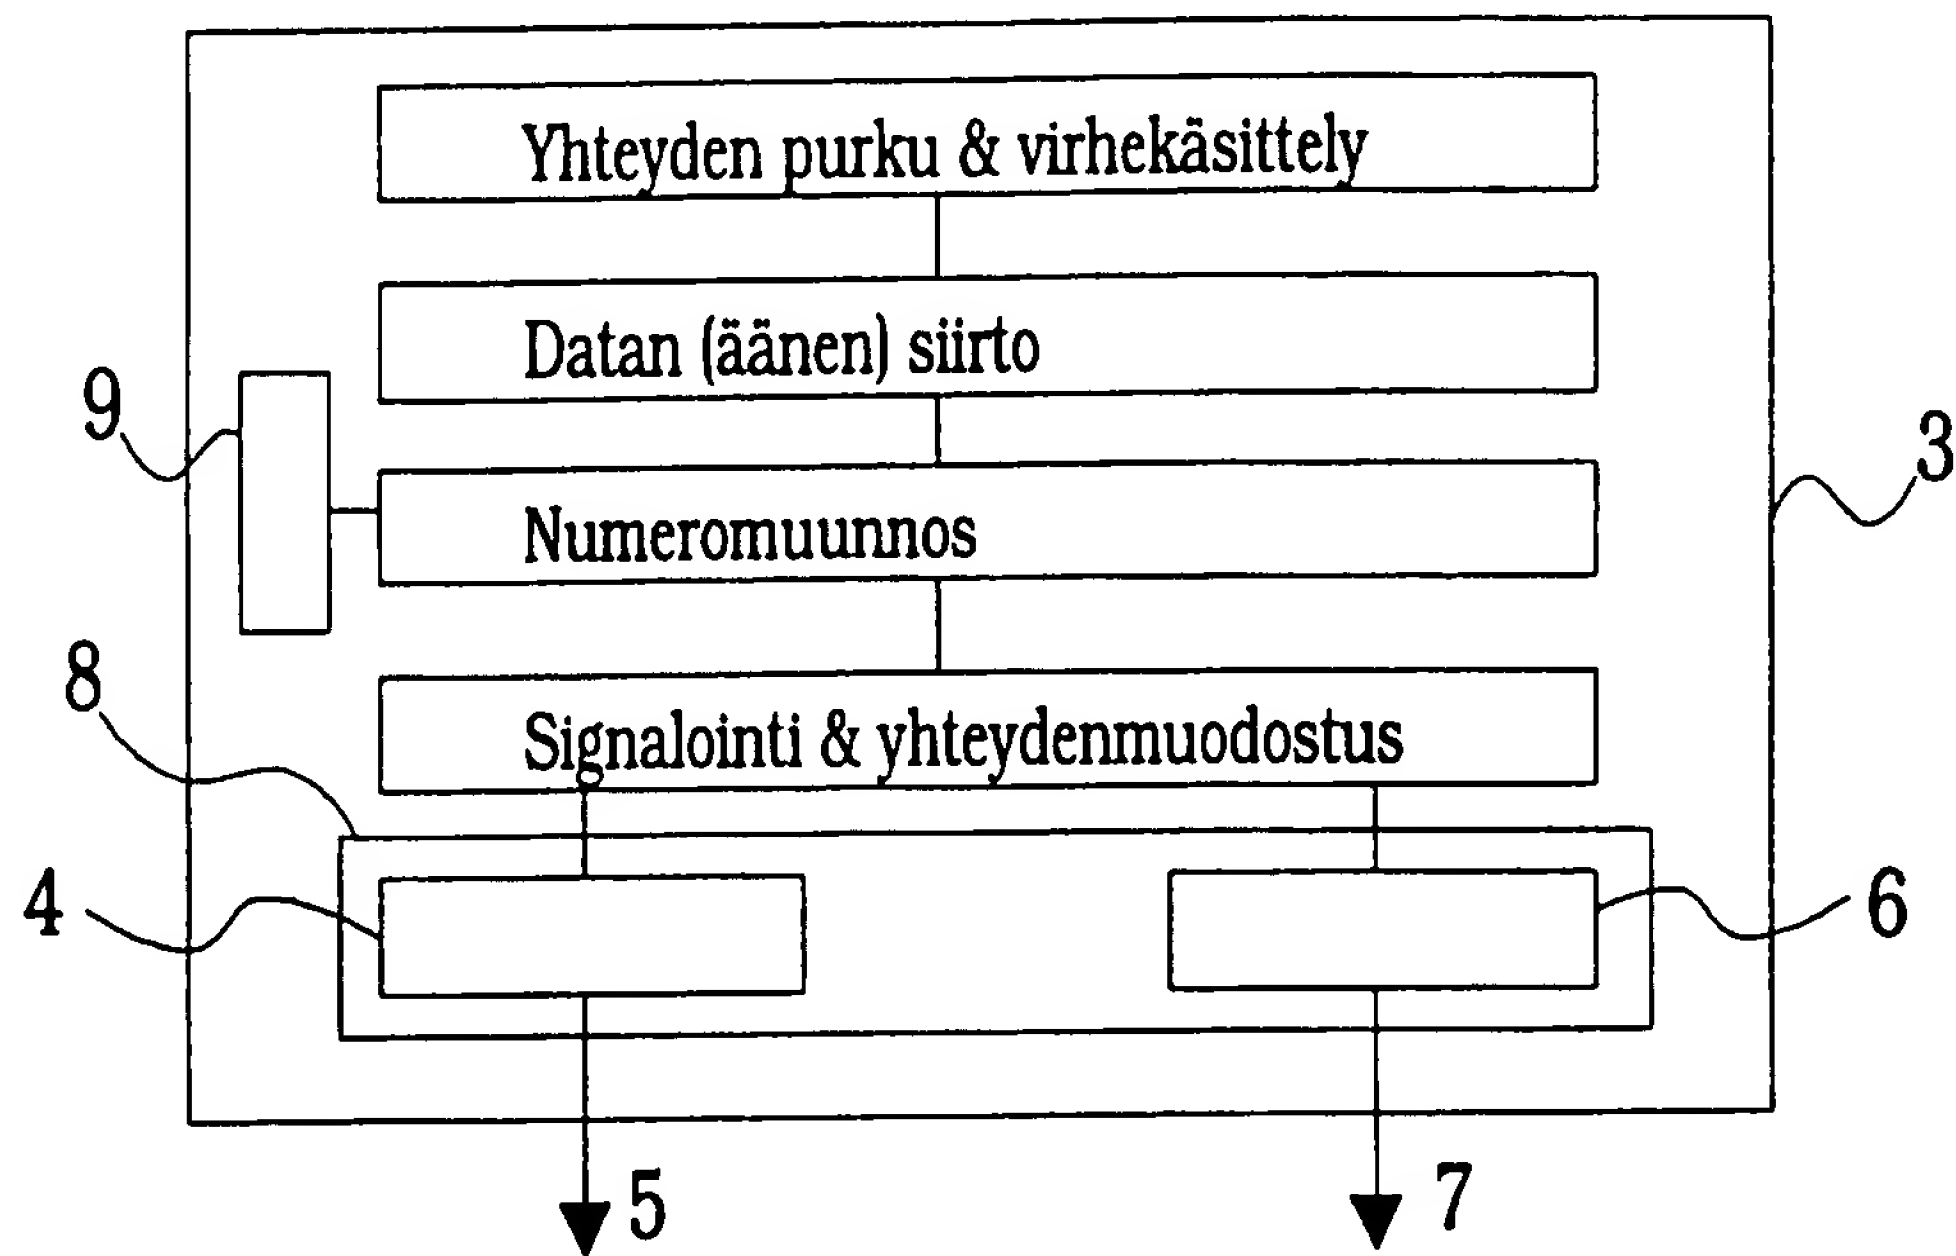 Yhteyden purku & virhekäsittely
Datan (äänen) siirto
9
3
Numeromuunnos
8
Signalointi & yhteydenmuodostus
4
6
5
7